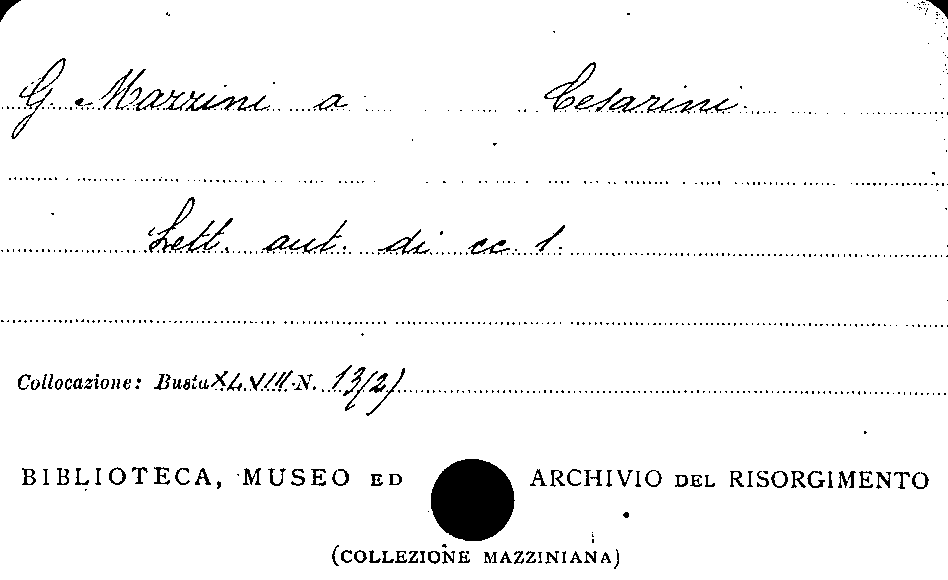 G. Mazzini a Cesarini.
Lett. aut. di cc 1.
Collocazione: Busta XLVIII N. 13(2)
BIBLIOTECA, MUSEO ED ARCHIVIO DEL RISORGIMENTO
(COLLEZIONE MAZZINIANA)